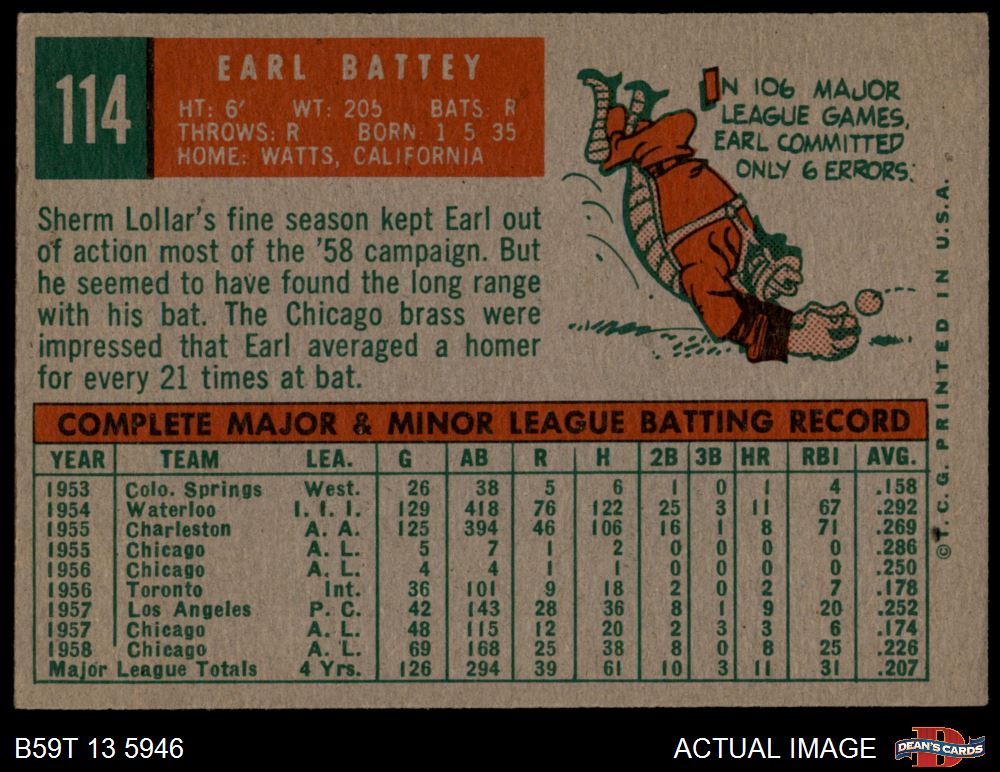 114
EARL BATTEY
HT: 6' WT: 205 BATS: R
THROWS: R BORN: 1 5 35
HOME: WATTS, CALIFORNIA
IN 106 MAJOR
LEAGUE GAMES,
EARL COMMITTED
ONLY 6 ERRORS.
Sherm Lollar's fine season kept Earl out
of action most of the '58 campaign. But
he seemed to have found the long range
with his bat. The Chicago brass were
impressed that Earl averaged a homer
for every 21 times at bat.
COMPLETE MAJOR & MINOR LEAGUE BATTING RECORD
YEAR TEAM LEA. G AB R H 2B 3B HR RBI AVG.
1953 Colo. Springs West. 26 38 5 6 1 0 1 4 .158
1954 Waterloo I. I. I. 129 418 76 122 25 3 11 67 .292
1955 Charleston A. A. 125 394 46 106 16 1 8 71 .269
1955 Chicago A. L. 5 7 1 2 0 0 0 0 .286
1956 Chicago A. L. 4 4 1 1 0 0 0 0 .250
1956 Toronto Int. 36 101 9 18 2 0 2 7 .178
1957 Los Angeles P. C. 42 143 28 36 8 1 9 20 .252
1957 Chicago A. L. 48 115 12 20 2 3 3 6 .174
1958 Chicago A. L. 69 168 25 38 8 0 8 25 .226
Major League Totals 4 Yrs. 126 294 39 61 10 3 11 31 .207
© T. C. G. PRINTED IN U.S.A.
B59T 13 5946
ACTUAL IMAGE
D
DEAN'S CARDS